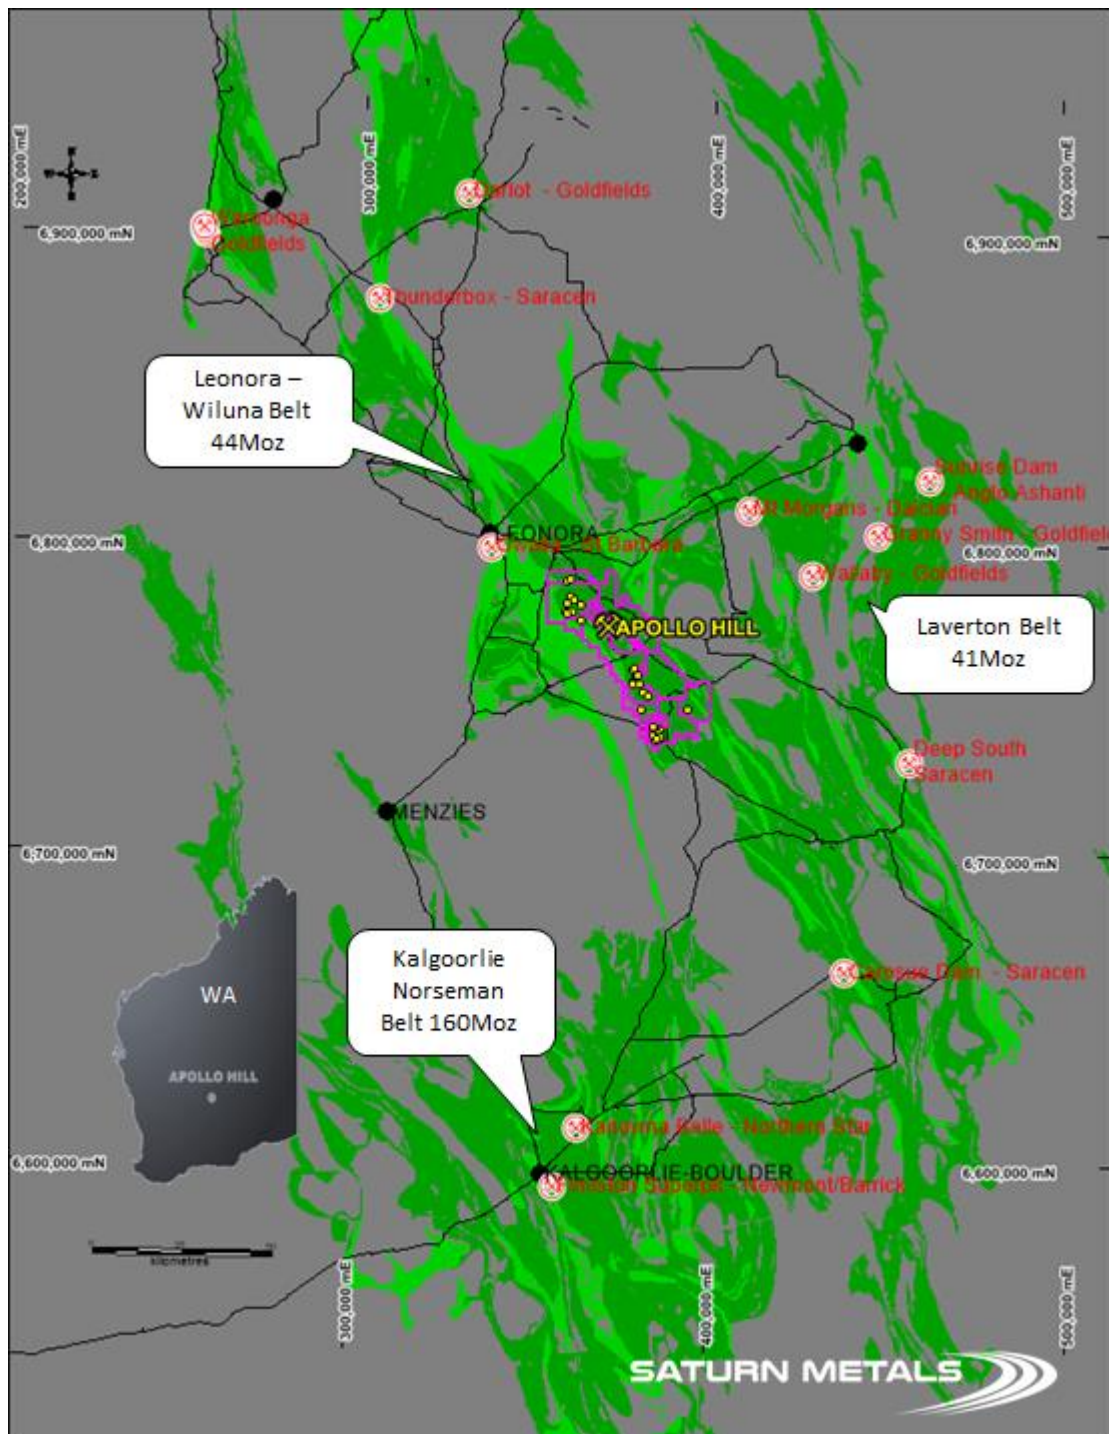 200,000 mE
300,000 mE
400,000 mE
500,000 mE
Goldfields
Darlot - Goldfields
6,900,000 mN
6,900,000 mN
Thunderbox - Saracen
Leonora –
Wiluna Belt
44Moz
Sunrise Dam
Anglo Ashanti
Mt Morgans - Dacian
LEONORA
Granny Smith - Goldfiel
6,800,000 mN
6,800,000 mN
Gwalia - St Barbara
Wallaby - Goldfields
APOLLO HILL
Laverton Belt
41Moz
Deep South
Saracen
MENZIES
6,700,000 mN
6,700,000 mN
Kalgoorlie
Norseman
Belt 160Moz
Carosue Dam - Saracen
WA
APOLLO HILL
Kanowna Belle - Northern Star
6,600,000 mN
KALGOORLIE-BOULDER
6,600,000 mN
Superpit - Newmont/Barrick
kilometres
300,000 mE
400,000 mE
500,000 mE
SATURN METALS